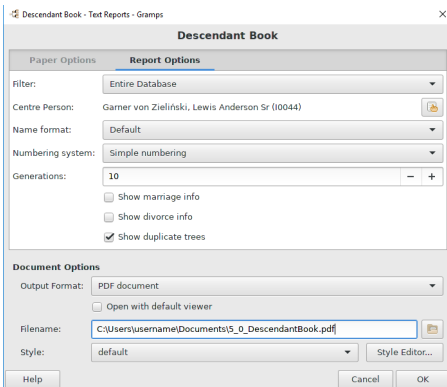 Descendant Book - Text Reports - Gramps
Descendant Book
Paper Options Report Options
Filter: Entire Database
Centre Person: Garner von Zieliński, Lewis Anderson Sr (I0044)
Name format: Default
Numbering system: Simple numbering
Generations: 10 − +
Show marriage info
Show divorce info
Show duplicate trees
Document Options
Output Format: PDF document
Open with default viewer
Filename: C:\Users\username\Documents\5_0_DescendantBook.pdf
Style: default Style Editor...
Help Cancel OK